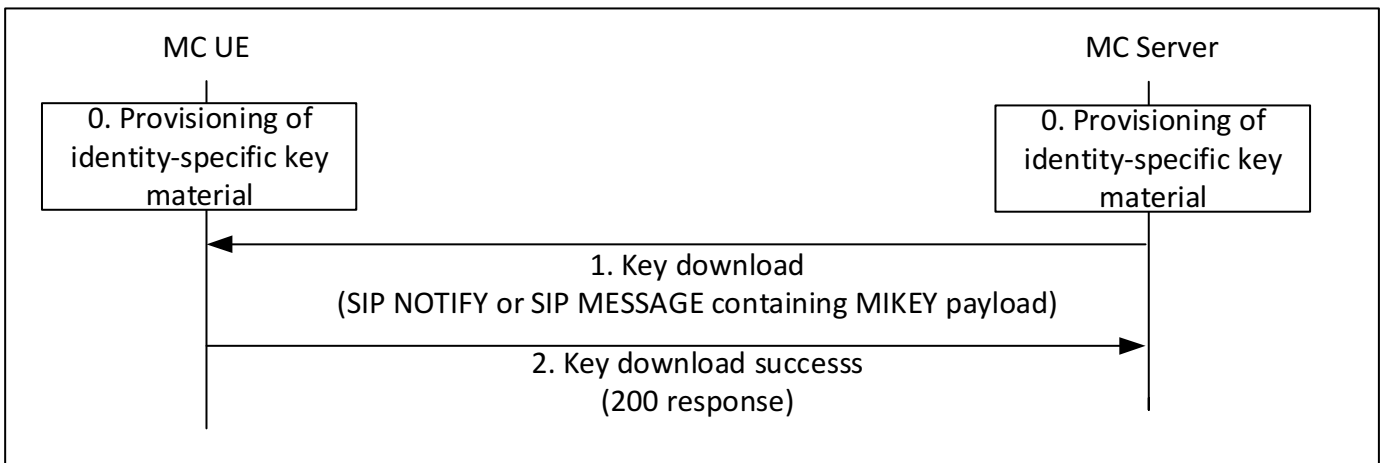 MC UE
MC Server
0. Provisioning of
identity-specific key
material
0. Provisioning of
identity-specific key
material
1. Key download
(SIP NOTIFY or SIP MESSAGE containing MIKEY payload)
2. Key download successs
(200 response)